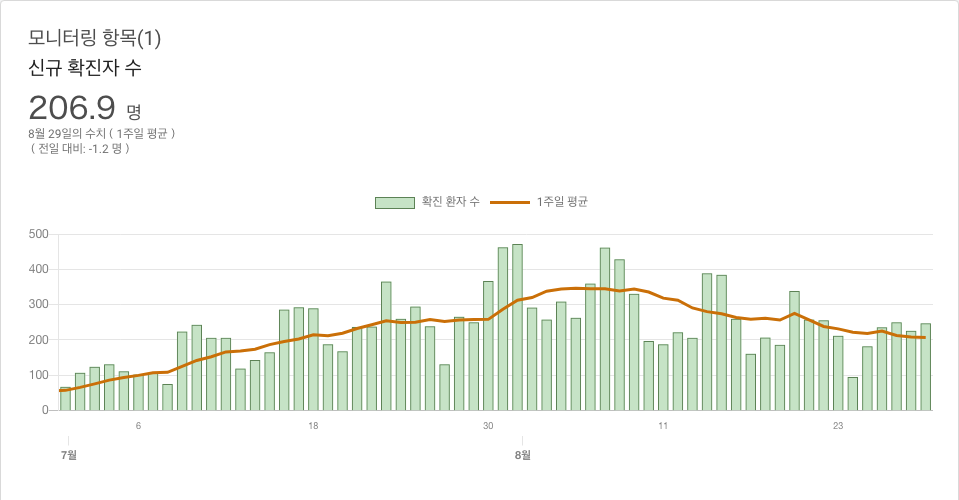 모니터링 항목(1)
신규 확진자 수
206.9 명
8월 29일의 수치 ( 1주일 평균 )
( 전일 대비: -1.2 명 )
확진 환자 수 1주일 평균
500
400
300
200
100
0
6 18 30 11 23
7월 8월